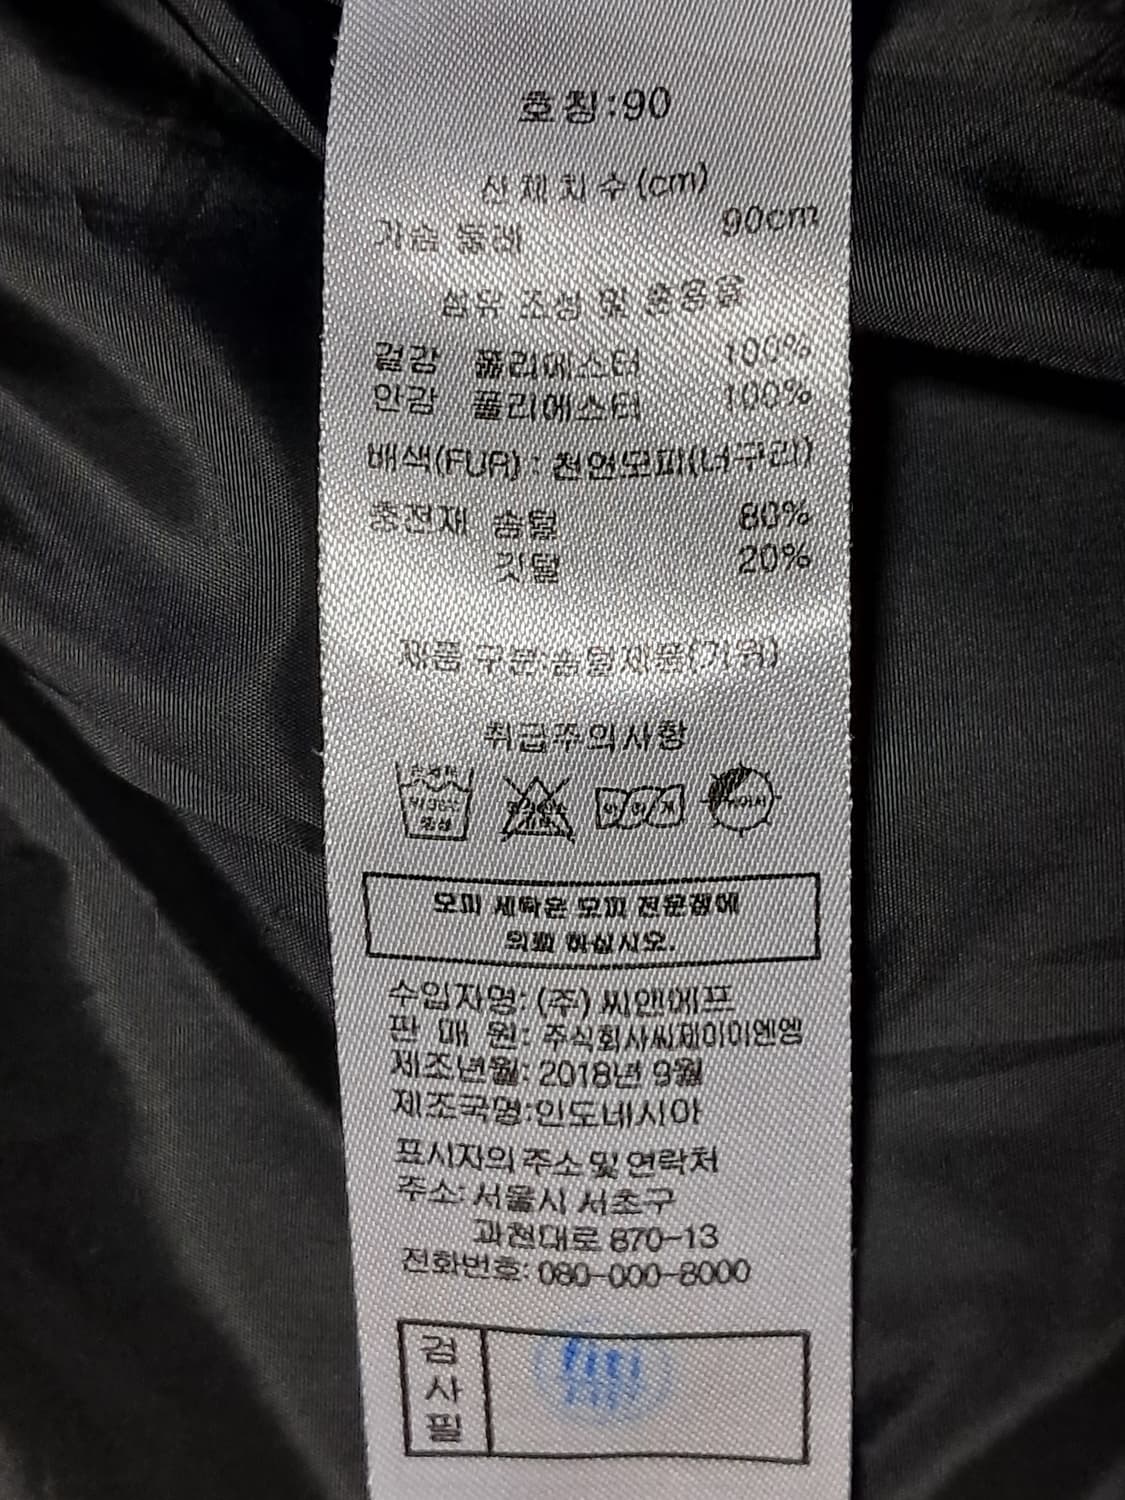 호칭:90
신체치수(cm)
가슴 둘레 90cm
섬유 조성 및 혼용율
겉감 폴리에스터 100%
안감 폴리에스터 100%
배색(FUR) : 천연모피(너구리)
충전재 솜털 80%
깃털 20%
제품 구분:솜털제품(거위)
취급주의사항
약30℃
중성
모피 세탁은 모피 전문점에
의뢰 하십시오.
수입자명: (주) 씨앤에프
판 매 원: 주식회사씨제이이엔엠
제조년월: 2018년 9월
제조국명:인도네시아
표시자의 주소 및 연락처
주소: 서울시 서초구
과천대로 870-13
전화번호: 080-000-8000
검
사
필